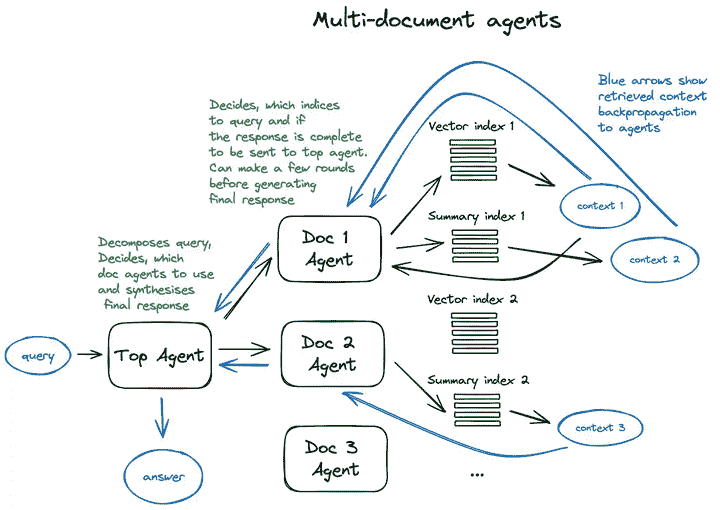 Multi-document agents
Blue arrows show
retrieved context
backpropagation
to agents
Decides, which indices
to query and if
the response is complete
to be sent to top agent.
Can make a few rounds
before generating
final response
Vector index 1
context 1
Summary index 1
Doc 1
Agent
context 2
Decomposes query,
Decides, which
doc agents to use
and synthesises
final response
Vector index 2
query
Top Agent
Doc 2
Agent
Summary index 2
context 3
Doc 3
Agent
...
answer